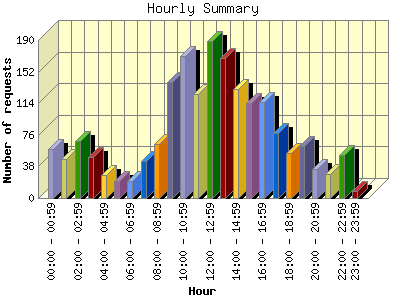 Hourly Summary
190
152
114
76
38
0
Number of requests
00:00 - 00:59
02:00 - 02:59
04:00 - 04:59
06:00 - 06:59
08:00 - 08:59
10:00 - 10:59
12:00 - 12:59
14:00 - 14:59
16:00 - 16:59
18:00 - 18:59
20:00 - 20:59
22:00 - 22:59
23:00 - 23:59
Hour